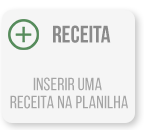 RECEITA
INSERIR UMA
RECEITA NA PLANILHA